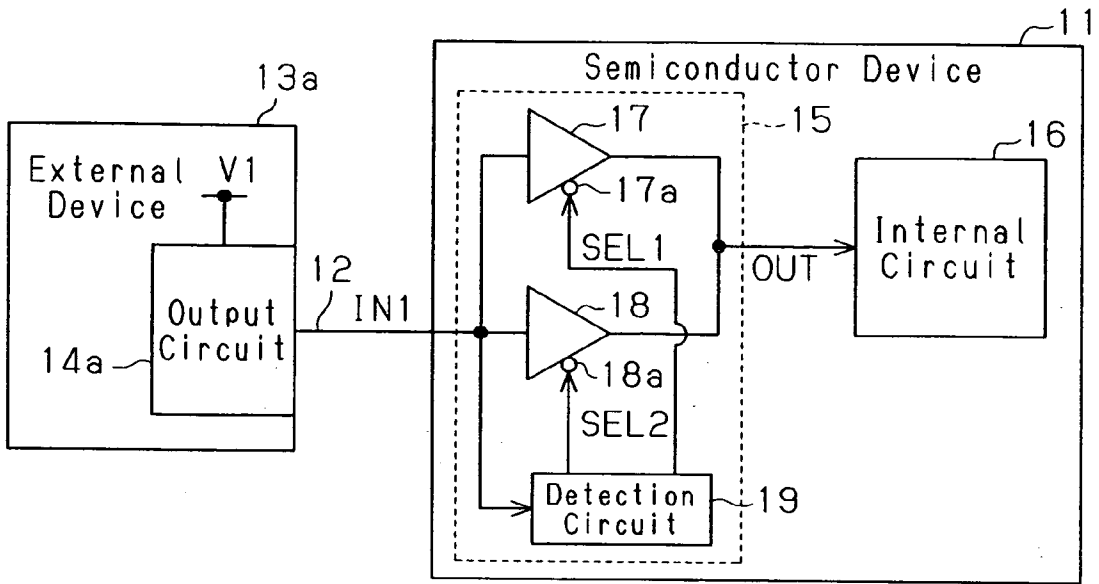 11
Semiconductor Device
13a
17
15
16
External
Device
V1
17a
Internal
Circuit
SEL1
OUT
12
IN1
18
Output
Circuit
14a
18a
SEL2
Detection
Circuit
19